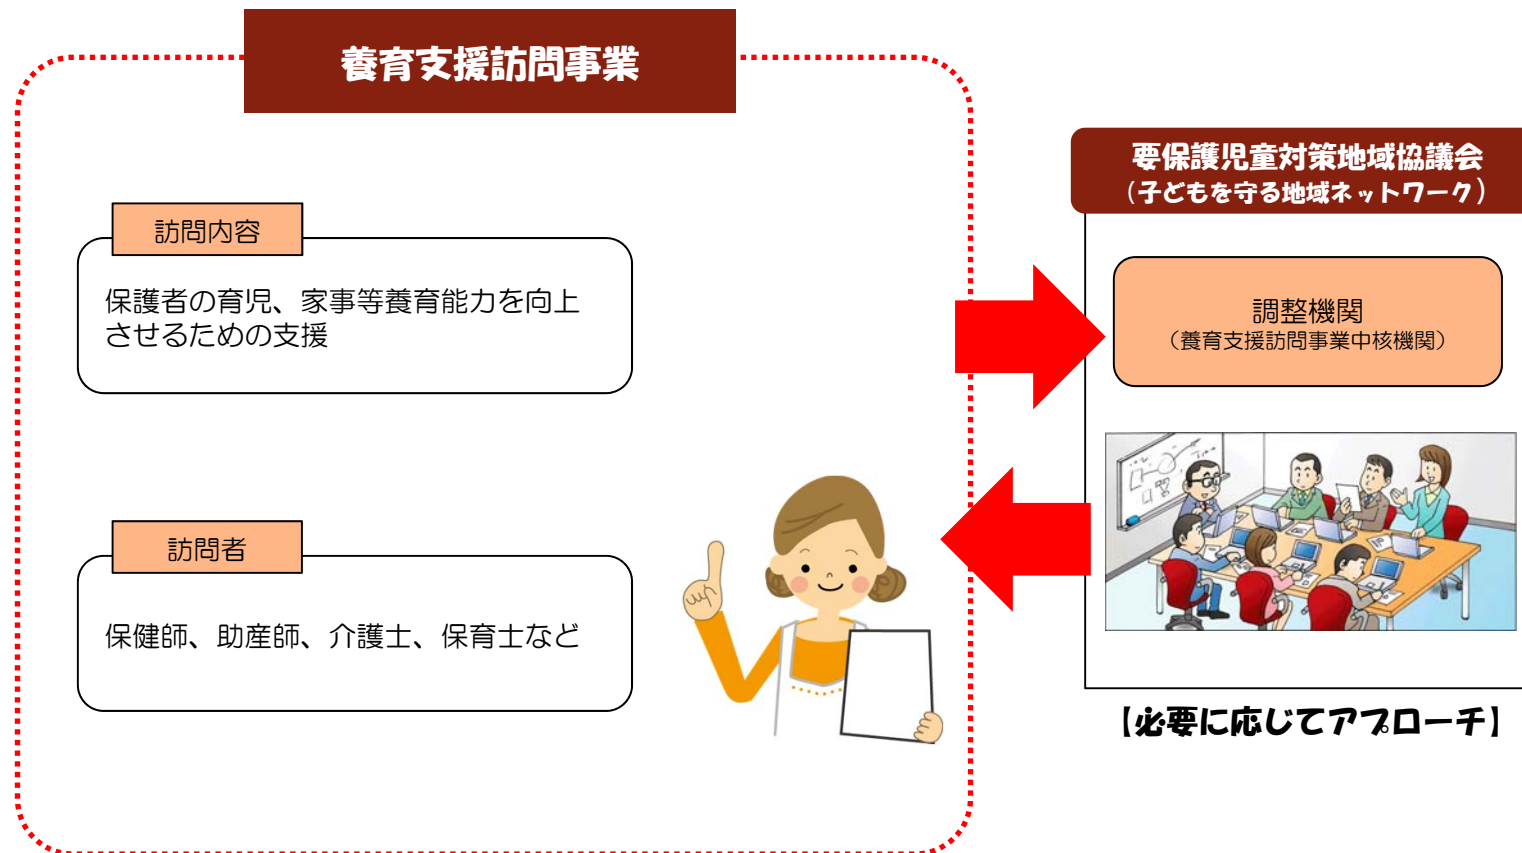 養育支援訪問事業
訪問内容
保護者の育児、家事等養育能力を向上
させるための支援
訪問者
保健師、助産師、介護士、保育士など
要保護児童対策地域協議会
(子どもを守る地域ネットワーク)
調整機関
(養育支援訪問事業中核機関)
【必要に応じてアプローチ】